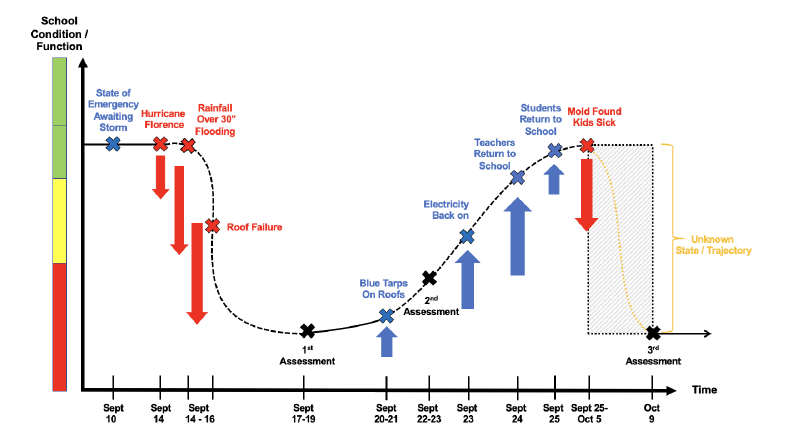 School
Condition /
Function
State of
Emergency
Awaiting
Storm
Hurricane
Florence
Rainfall
Over 30"
Flooding
Roof Failure
1st
Assessment
Blue Tarps
On Roofs
2nd
Assessment
Electricity
Back on
Teachers
Return to
School
Students
Return to
School
Mold Found
Kids Sick
Unknown
State / Trajectory
3rd
Assessment
Time
Sept
10
Sept
14
Sept
14 - 16
Sept
17-19
Sept
20-21
Sept
22-23
Sept
23
Sept
24
Sept
25
Sept 25-
Oct 5
Oct
9